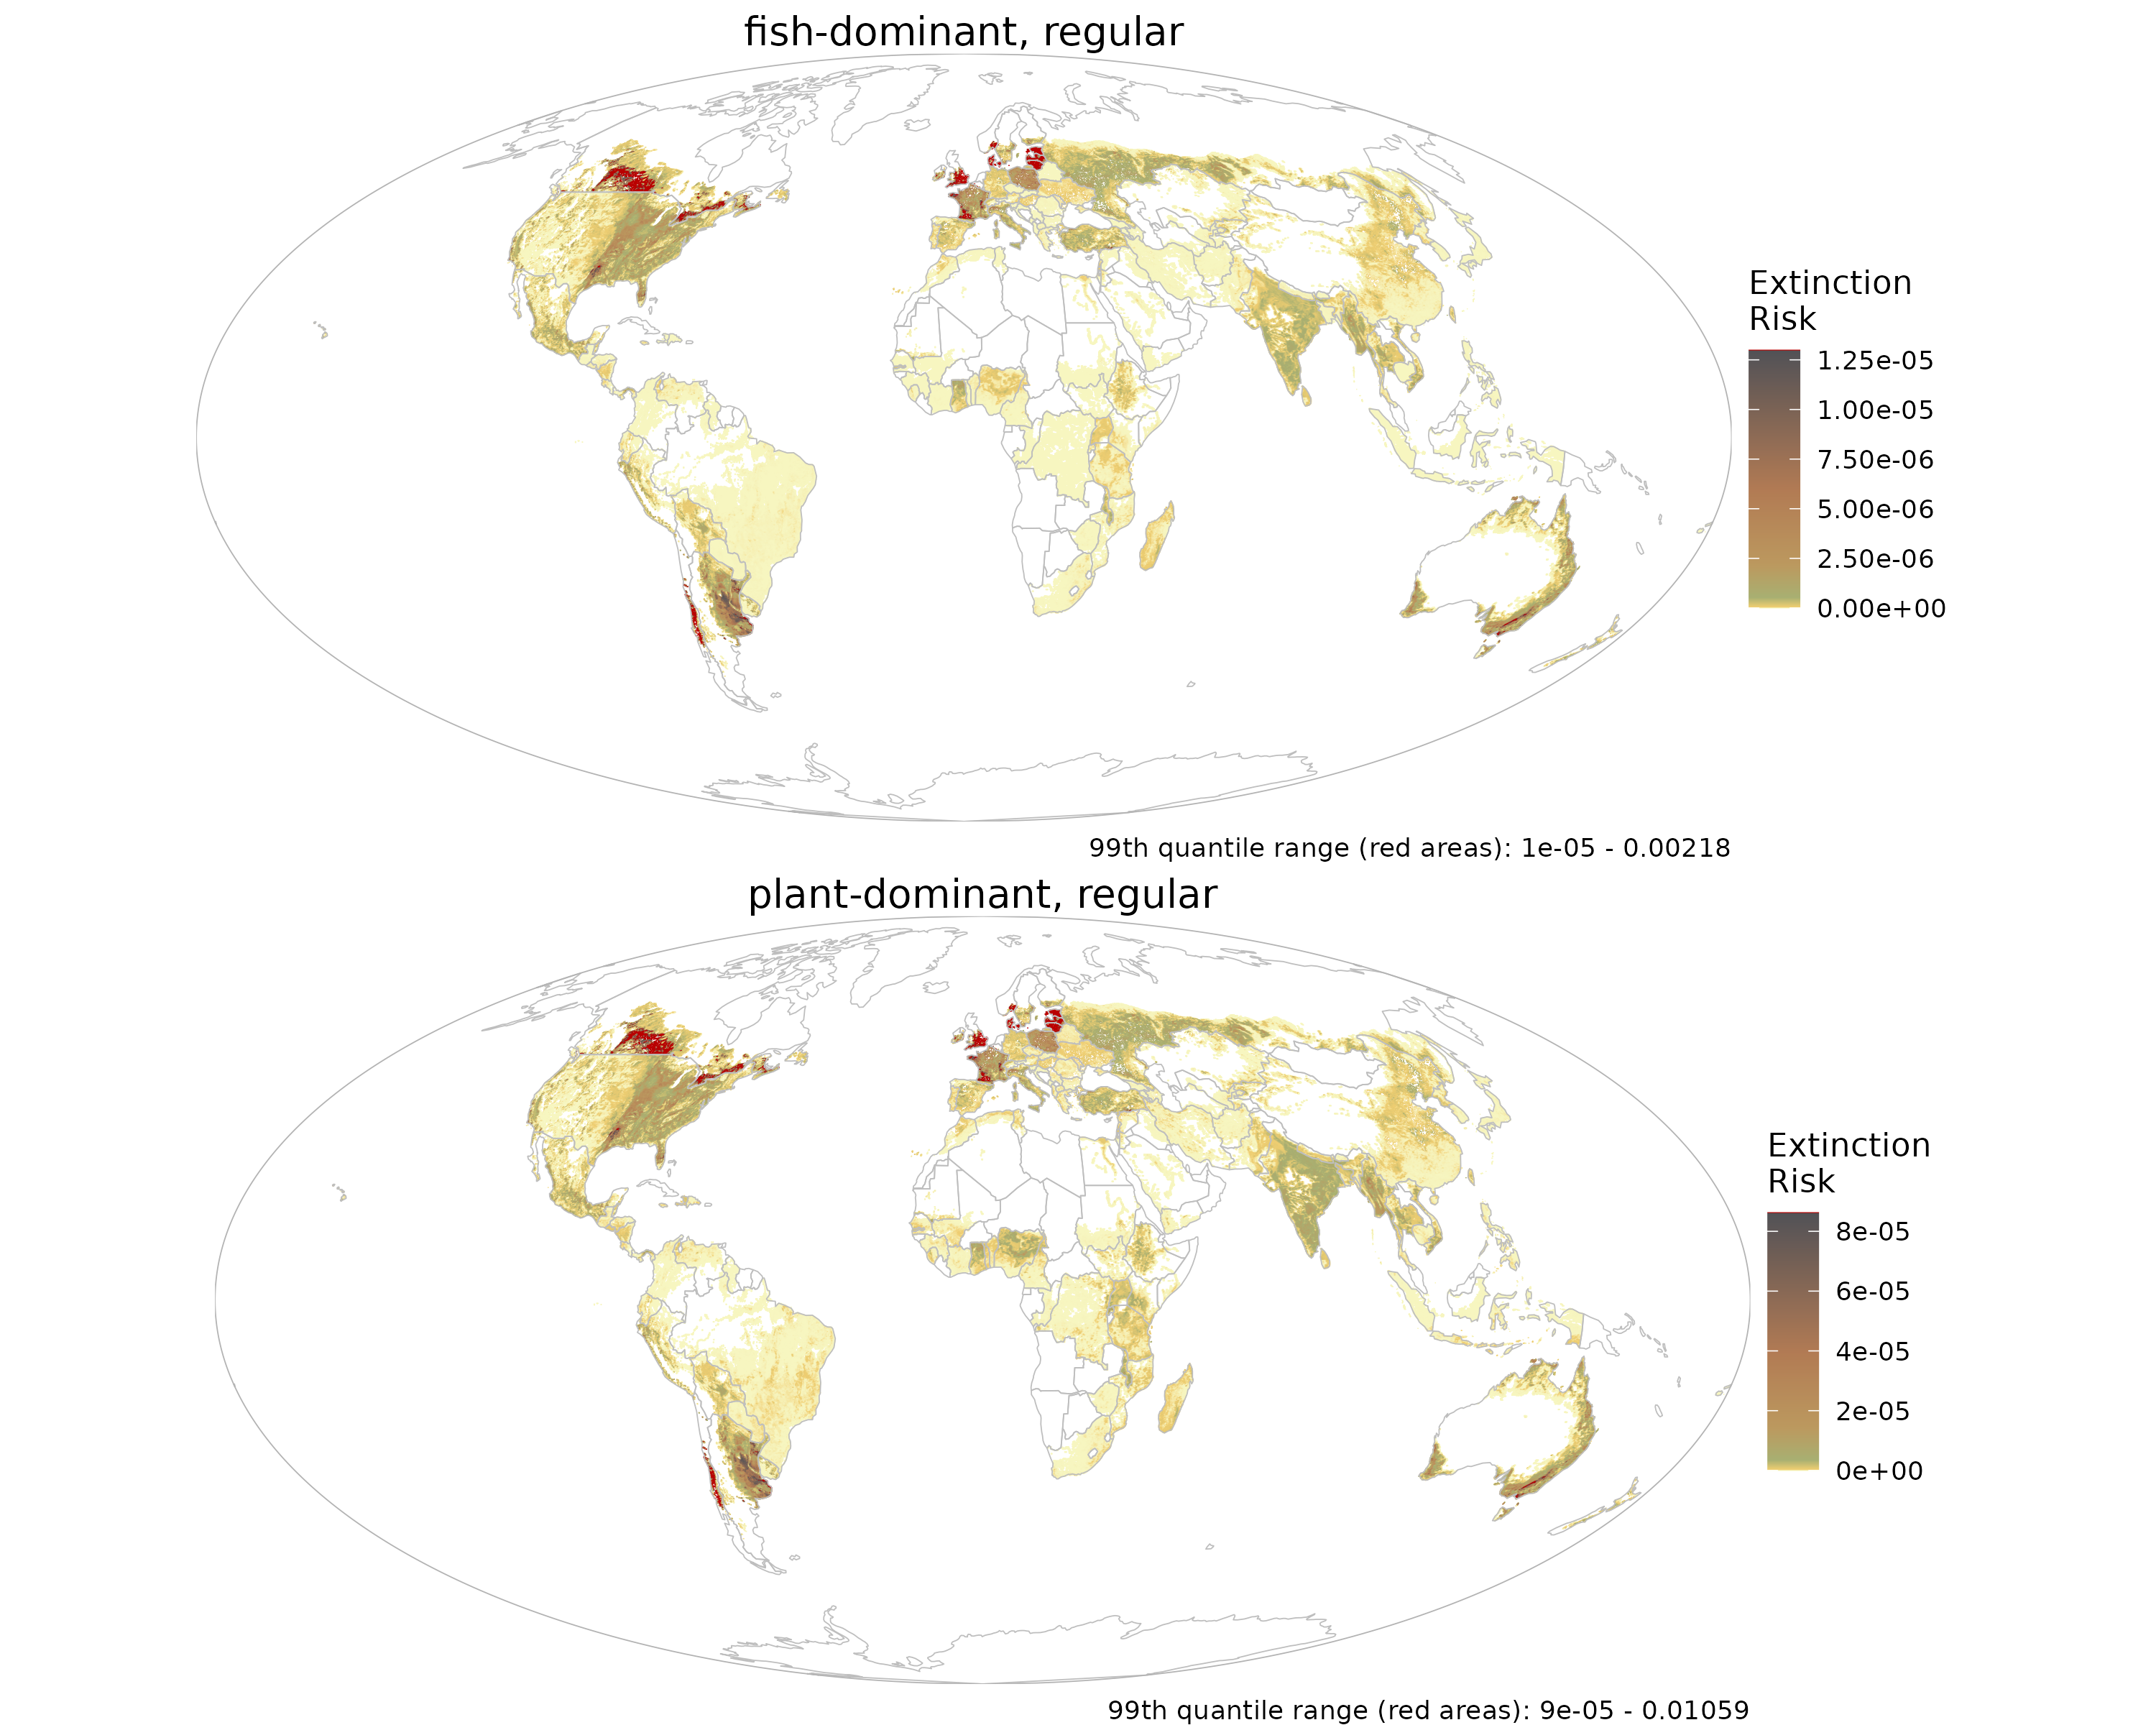 fish-dominant, regular
Extinction
Risk
1.25e-05
1.00e-05
7.50e-06
5.00e-06
2.50e-06
0.00e+00
99th quantile range (red areas): 1e-05 - 0.00218
plant-dominant, regular
Extinction
Risk
8e-05
6e-05
4e-05
2e-05
0e+00
99th quantile range (red areas): 9e-05 - 0.01059